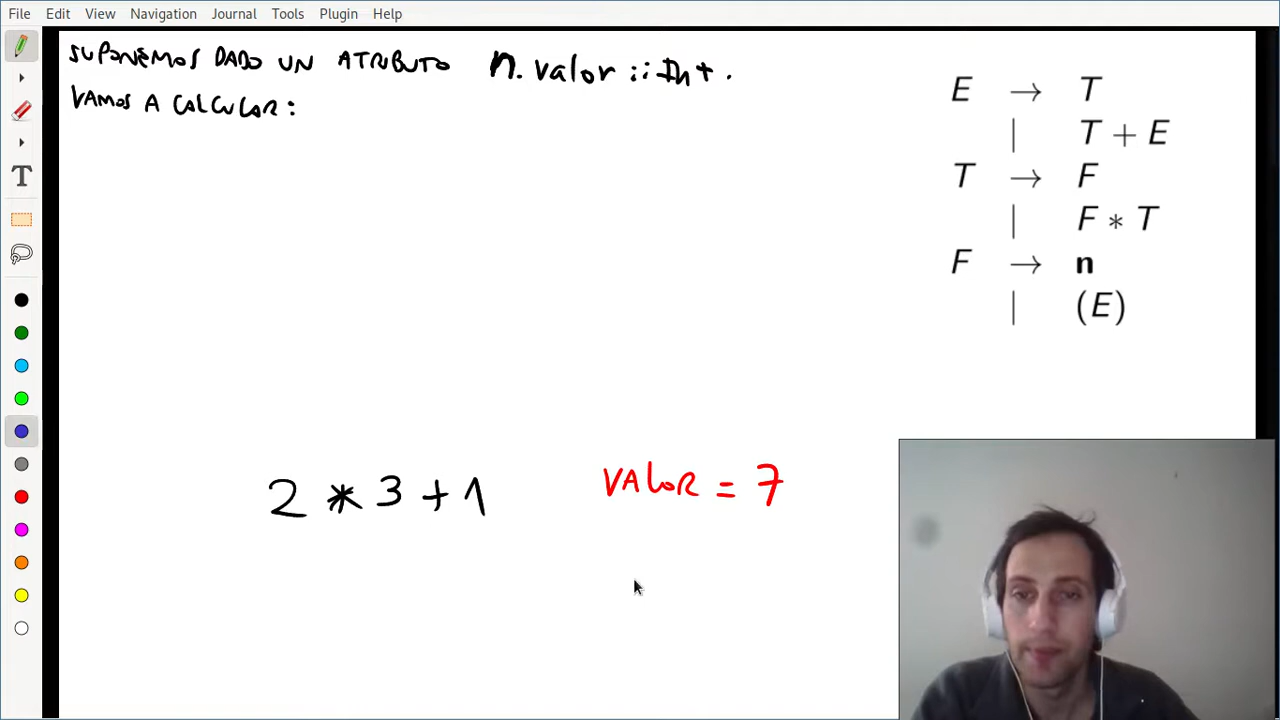 File Edit View Navigation Journal Tools Plugin Help
SUPONEMOS DADO UN ATRIBUTO n.valor :: Int.
VAMOS A CALCULAR:
E → T
| T + E
T → F
| F * T
F → n
| (E)
2 * 3 + 1 VALOR = 7
T